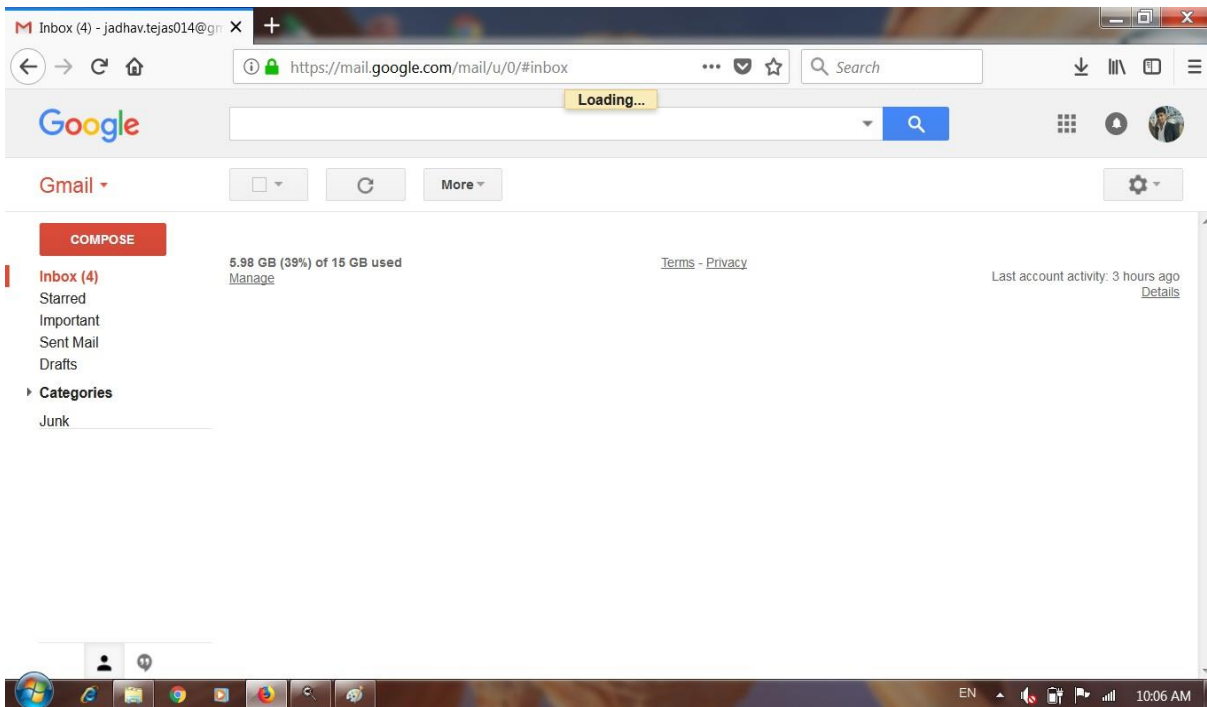 Inbox (4) - jadhav.tejas014@gm
https://mail.google.com/mail/u/0/#inbox
Search
Loading...
Google
Gmail
More
COMPOSE
Inbox (4)
Starred
Important
Sent Mail
Drafts
Categories
Junk
5.98 GB (39%) of 15 GB used
Manage
Terms - Privacy
Last account activity: 3 hours ago
Details
EN
10:06 AM